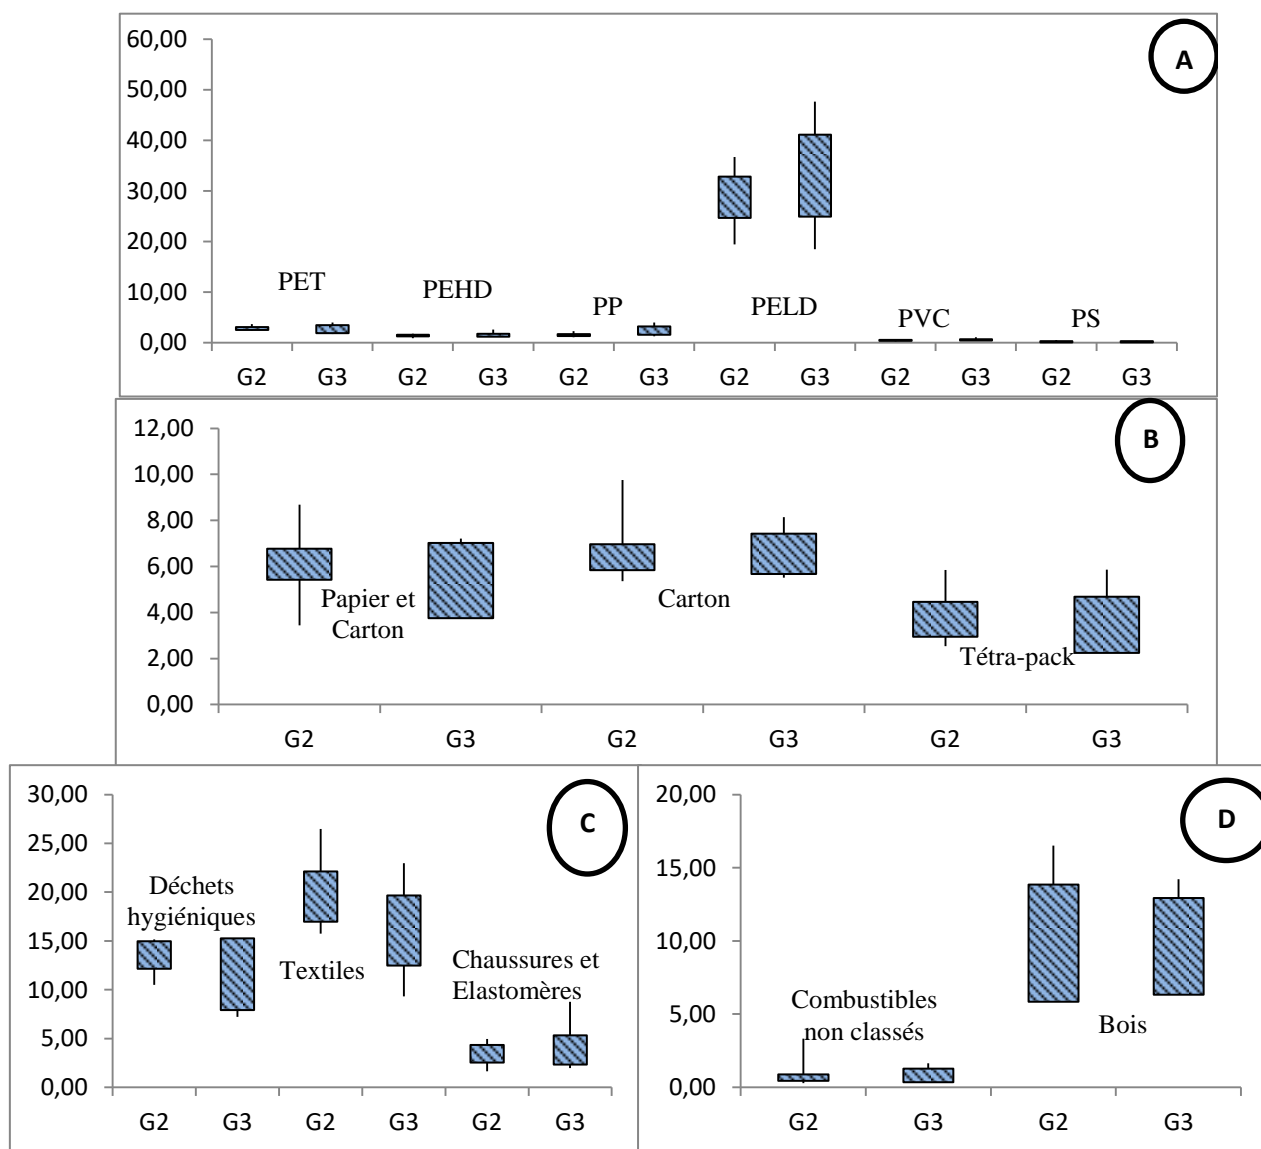 60,00
50,00
40,00
30,00
20,00
10,00
0,00
A
PET
PEHD
PP
PELD
PVC
PS
G2 G3 G2 G3 G2 G3 G2 G3 G2 G3 G2 G3
12,00
10,00
8,00
6,00
4,00
2,00
0,00
B
Papier et
Carton
Carton
Tétra-pack
G2 G3 G2 G3 G2 G3
30,00
25,00
20,00
15,00
10,00
5,00
0,00
C
Déchets
hygiéniques
Textiles
Chaussures et
Elastomères
G2 G3 G2 G3 G2 G3
20,00
15,00
10,00
5,00
0,00
D
Combustibles
non classés
Bois
G2 G3 G2 G3